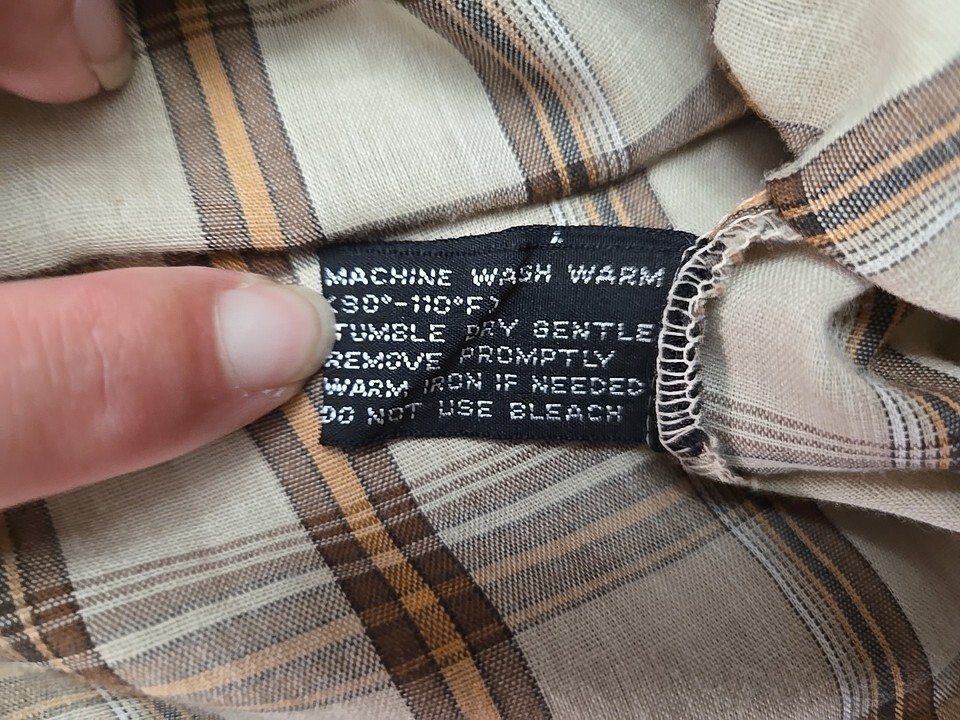 MACHINE WASH WARM
(90°-110°F)
TUMBLE DRY GENTLE
REMOVE PROMPTLY
WARM IRON IF NEEDED
DO NOT USE BLEACH